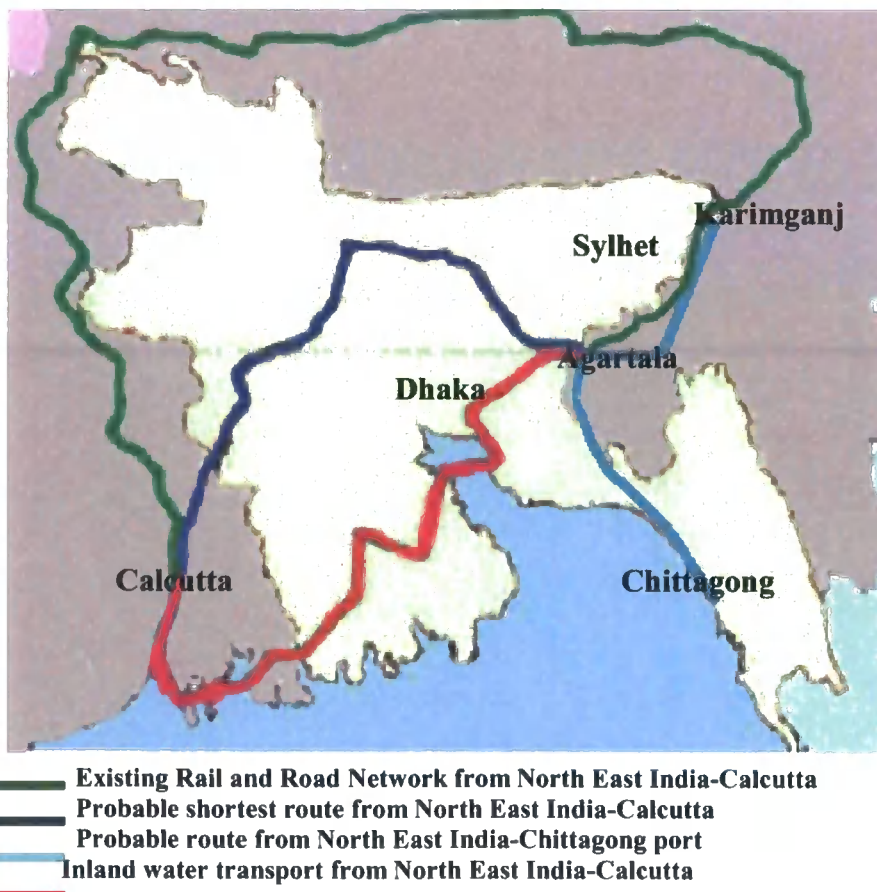 Karimganj
Sylhet
Agartala
Dhaka
Calcutta
Chittagong
Existing Rail and Road Network from North East India-Calcutta
Probable shortest route from North East India-Calcutta
Probable route from North East India-Chittagong port
Inland water transport from North East India-Calcutta